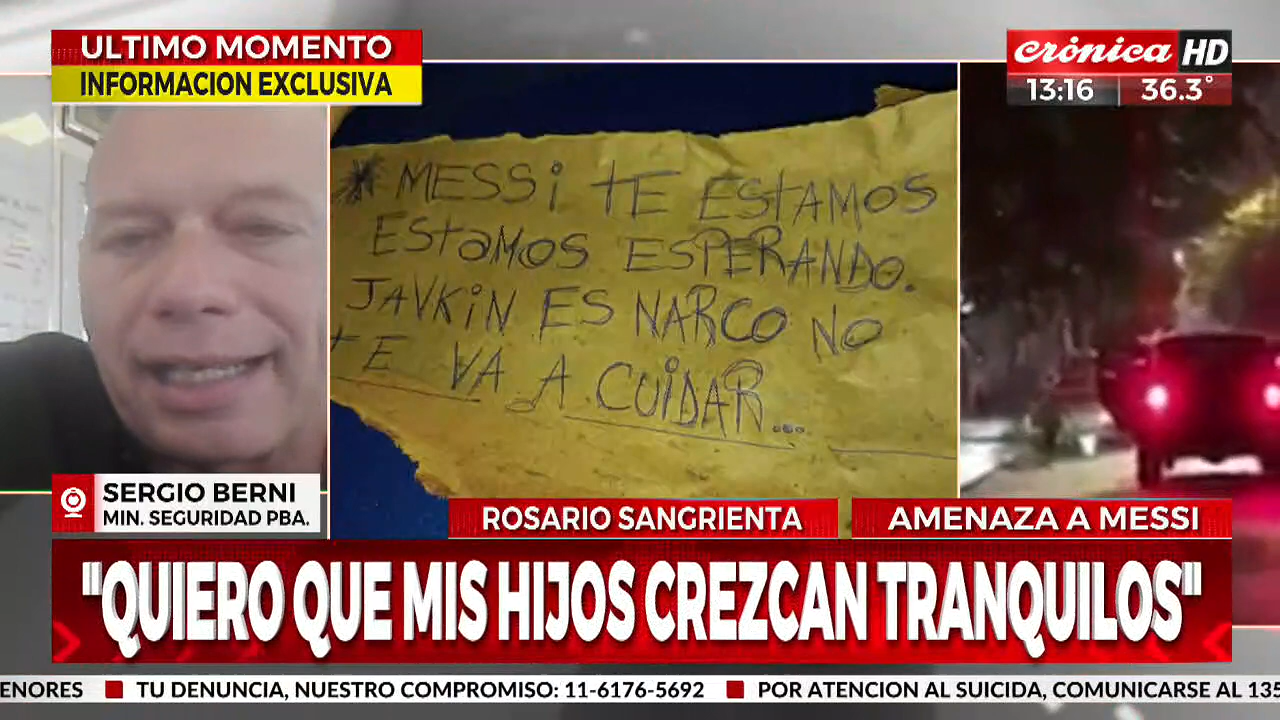 ULTIMO MOMENTO
INFORMACION EXCLUSIVA
crónica HD
13:16 36.3°
MESSi tE EStAMOS
EStaMOS ESPERANDO.
JAVKiN ES NARCO NO
tE VA A CUiDAR...
SERGIO BERNI
MIN. SEGURIDAD PBA.
ROSARIO SANGRIENTA
AMENAZA A MESSI
"QUIERO QUE MIS HIJOS CREZCAN TRANQUILOS"
ENORES TU DENUNCIA, NUESTRO COMPROMISO: 11-6176-5692 POR ATENCION AL SUICIDA, COMUNICARSE AL 135